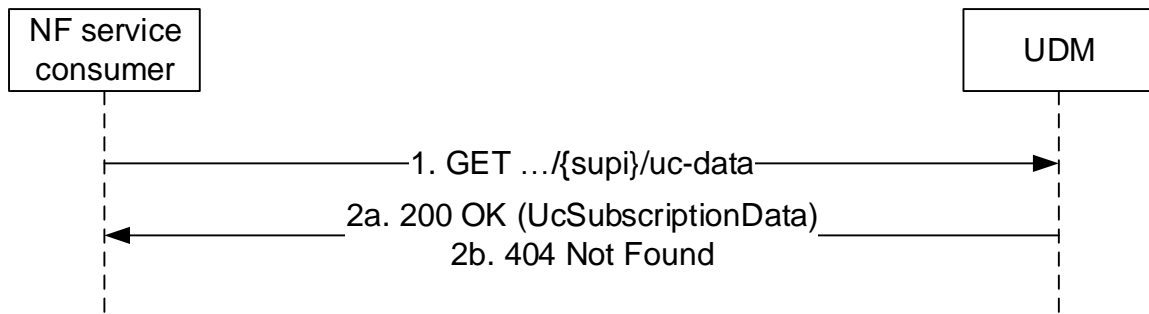 NF service
consumer
UDM
1. GET …/{supi}/uc-data
2a. 200 OK (UcSubscriptionData)
2b. 404 Not Found